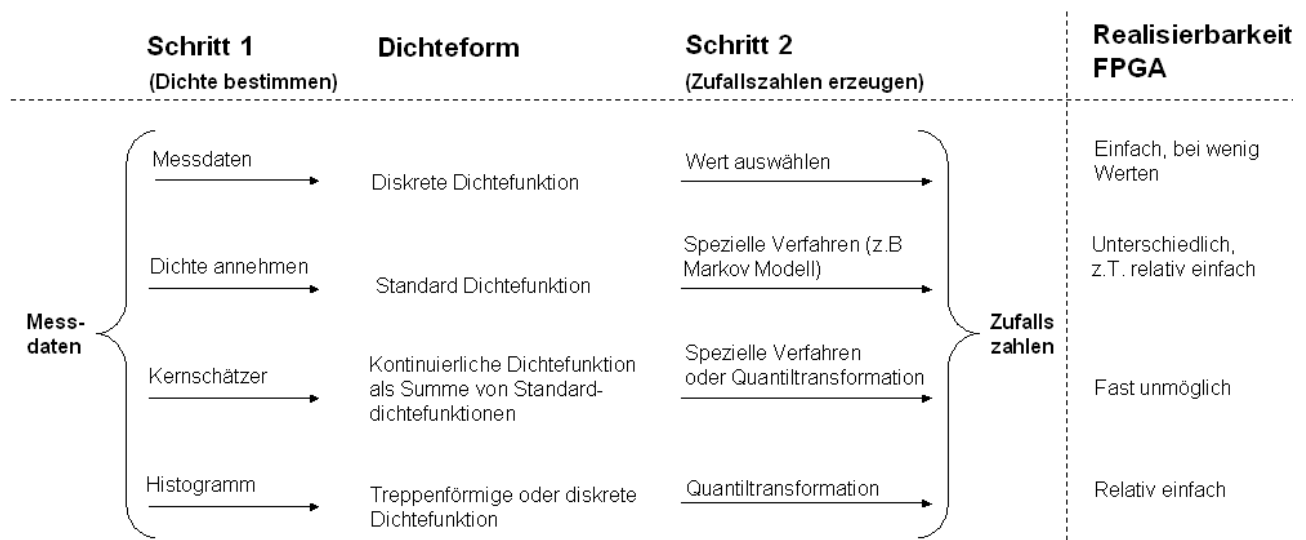 Schritt 1
(Dichte bestimmen)
Dichteform
Schritt 2
(Zufallszahlen erzeugen)
Realisierbarkeit
FPGA
Mess-
daten
Messdaten
Diskrete Dichtefunktion
Wert auswählen
Einfach, bei wenig
Werten
Dichte annehmen
Standard Dichtefunktion
Spezielle Verfahren (z.B
Markov Modell)
Unterschiedlich,
z.T. relativ einfach
Kernschätzer
Kontinuierliche Dichtefunktion
als Summe von Standard-
dichtefunktionen
Spezielle Verfahren
oder Quantiltransformation
Fast unmöglich
Histogramm
Treppenförmige oder diskrete
Dichtefunktion
Quantiltransformation
Relativ einfach
Zufalls
zahlen